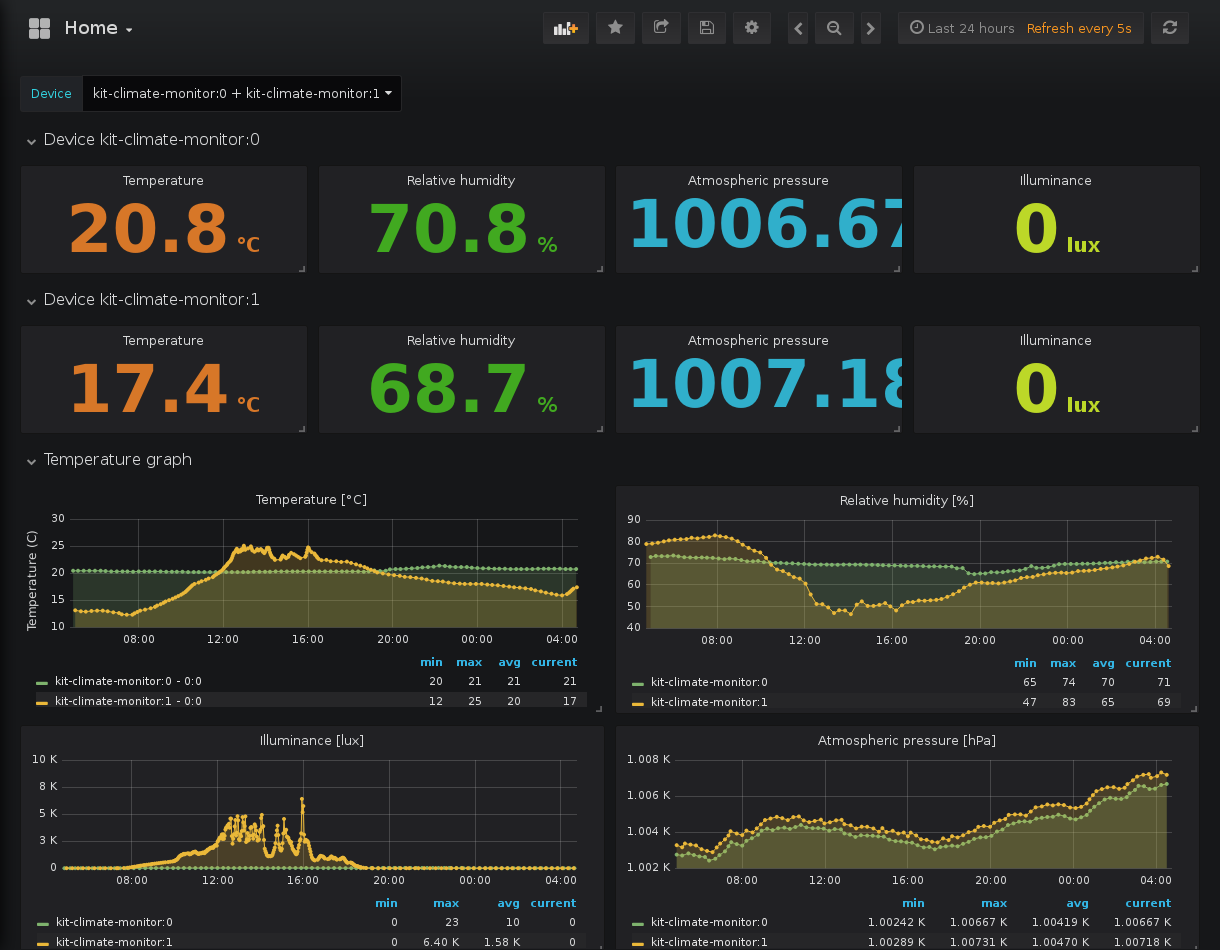 Home
Last 24 hours Refresh every 5s
Device kit-climate-monitor:0 + kit-climate-monitor:1
Device kit-climate-monitor:0
Temperature Relative humidity Atmospheric pressure Illuminance
20.8 °C 70.8 % 1006.67 0 lux
Device kit-climate-monitor:1
Temperature Relative humidity Atmospheric pressure Illuminance
17.4 °C 68.7 % 1007.18 0 lux
Temperature graph
Temperature [°C]
Temperature (C)
30
25
20
15
10
08:00 12:00 16:00 20:00 00:00 04:00
min max avg current
kit-climate-monitor:0 - 0:0 20 21 21 21
kit-climate-monitor:1 - 0:0 12 25 20 17
Relative humidity [%]
90
80
70
60
50
40
08:00 12:00 16:00 20:00 00:00 04:00
min max avg current
kit-climate-monitor:0 65 74 70 71
kit-climate-monitor:1 47 83 65 69
Illuminance [lux]
10 K
8 K
5 K
3 K
0
08:00 12:00 16:00 20:00 00:00 04:00
min max avg current
kit-climate-monitor:0 0 23 10 0
kit-climate-monitor:1 0 6.40 K 1.58 K 0
Atmospheric pressure [hPa]
1.008 K
1.006 K
1.004 K
1.002 K
08:00 12:00 16:00 20:00 00:00 04:00
min max avg current
kit-climate-monitor:0 1.00242 K 1.00667 K 1.00419 K 1.00667 K
kit-climate-monitor:1 1.00289 K 1.00731 K 1.00470 K 1.00718 K